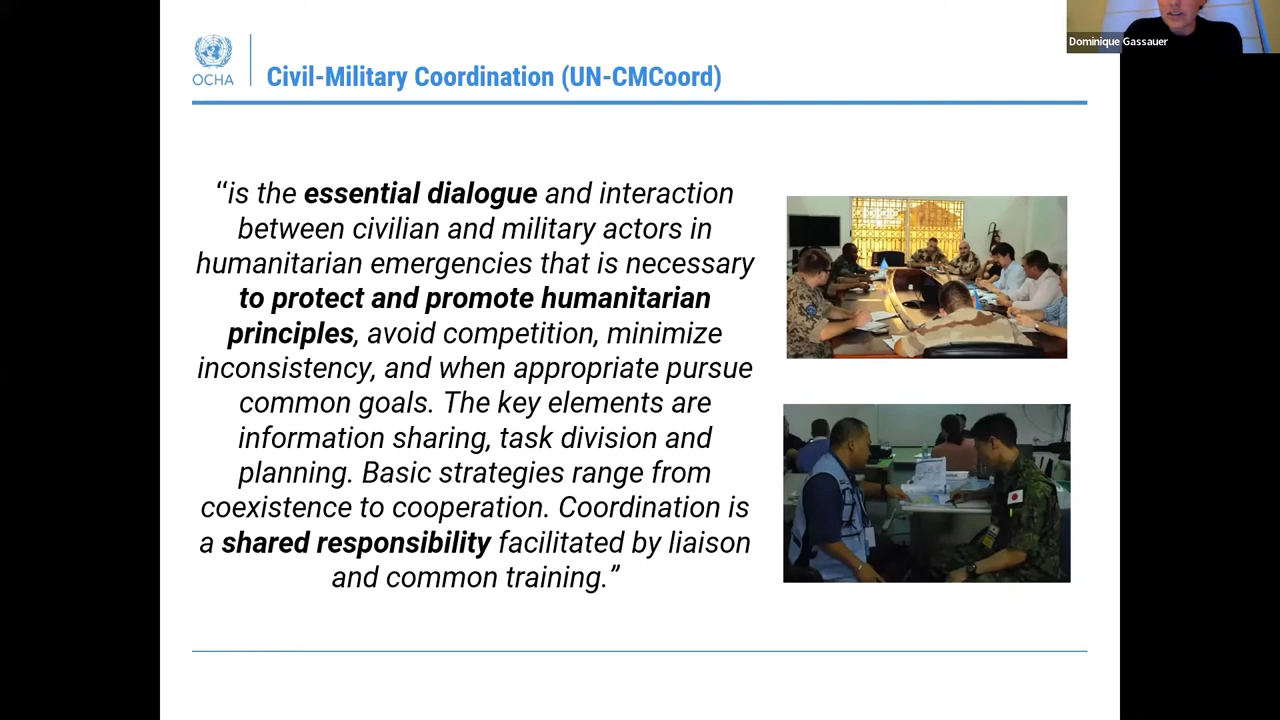 Dominique Gassauer
OCHA
Civil-Military Coordination (UN-CMCoord)
“is the essential dialogue and interaction
between civilian and military actors in
humanitarian emergencies that is necessary
to protect and promote humanitarian
principles, avoid competition, minimize
inconsistency, and when appropriate pursue
common goals. The key elements are
information sharing, task division and
planning. Basic strategies range from
coexistence to cooperation. Coordination is
a shared responsibility facilitated by liaison
and common training.”